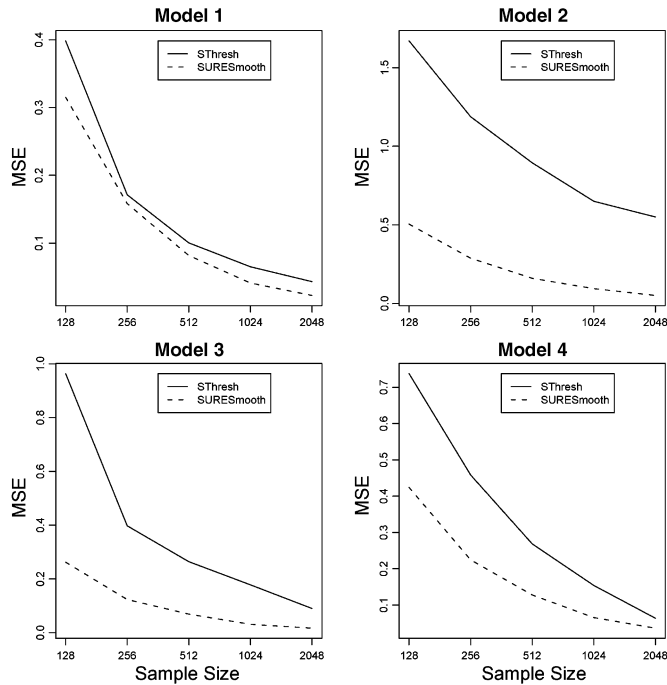 Model 1
0.4
0.3
0.2
0.1
MSE
SThresh
SURESmooth
128 256 512 1024 2048
Model 2
1.5
1.0
0.5
0.0
MSE
SThresh
SURESmooth
128 256 512 1024 2048
Model 3
1.0
0.8
0.6
0.4
0.2
0.0
MSE
SThresh
SURESmooth
128 256 512 1024 2048
Sample Size
Model 4
0.7
0.6
0.5
0.4
0.3
0.2
0.1
MSE
SThresh
SURESmooth
128 256 512 1024 2048
Sample Size